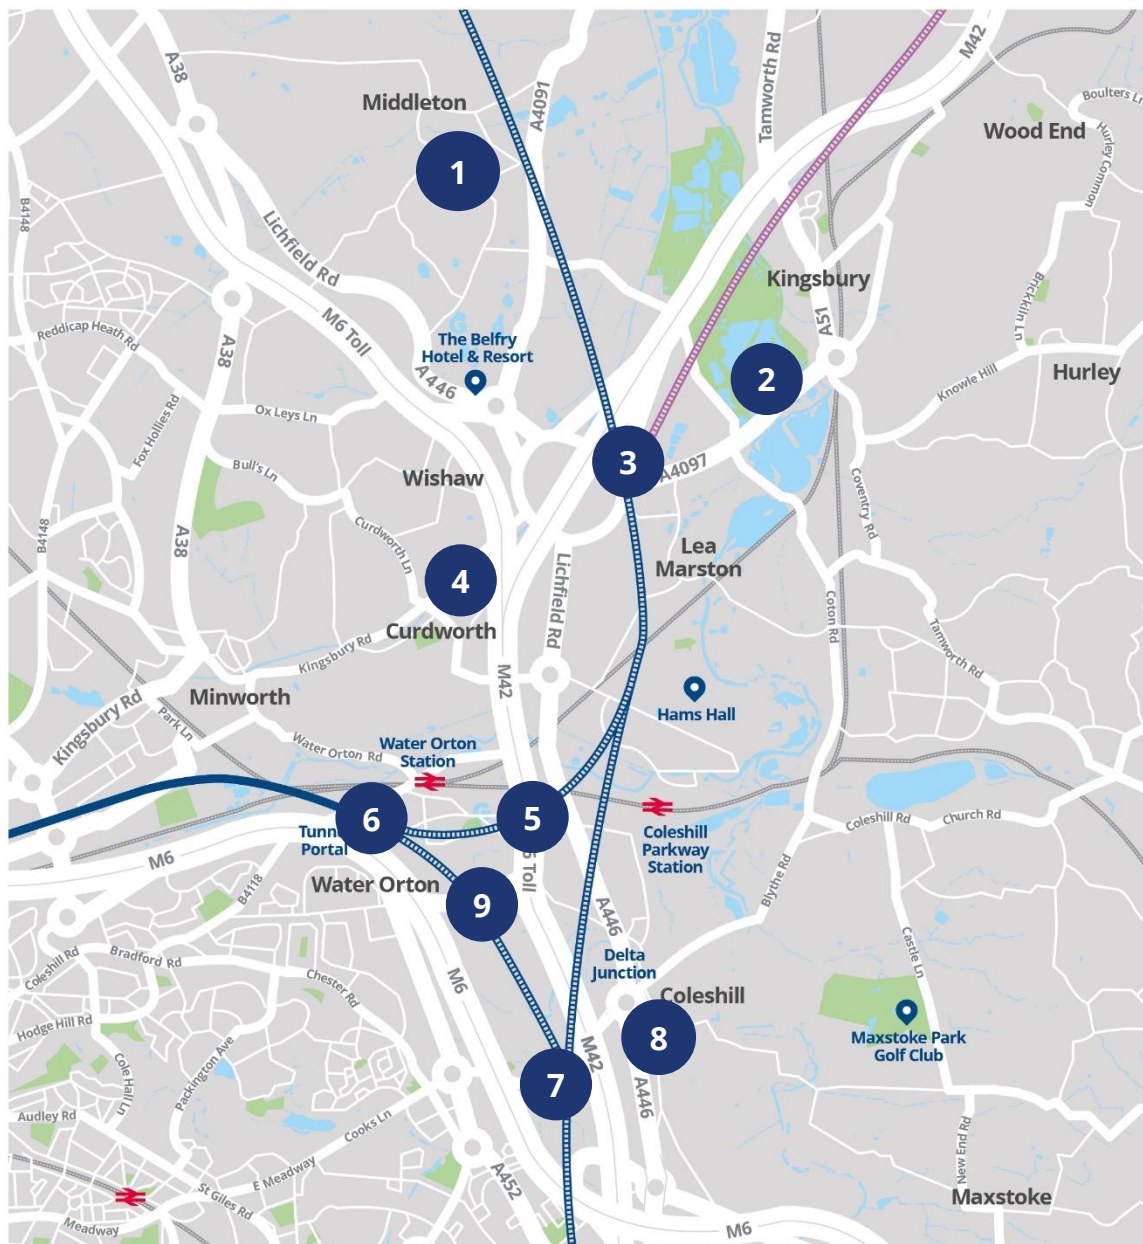 A38
M42
Tamworth Rd
A4091
Middleton
Boulters Ln
Wood End
Hurley Common
1
B4148
Lichfield Rd
Kingsbury
Brickkiln Ln
M6 Toll
A51
Reddicap Heath Rd
A38
The Belfry
Hotel & Resort
A446
2
Hurley
Knowle Hill
Fox Hollies Rd
Ox Leys Ln
3
A4097
Bull's Ln
Wishaw
Coventry Rd
B4148
A38
Curdworth Ln
Lea
Marston
4
Lichfield Rd
Curdworth
Coton Rd
Kingsbury Rd
Tamworth Rd
M42
Minworth
Hams Hall
Kingsbury Rd
Park Ln
Water Orton Rd
Water Orton
Station
6
5
Tunn
Portal
Coleshill
Parkway
Station
Coleshill Rd
Church Rd
M6
6 Toll
Water Orton
B4118
9
Blythe Rd
A446
Castle Ln
Coleshill Rd
Bradford Rd
Delta
Junction
Chester Rd
M6
Coleshill
Hodge Hill Rd
8
Maxstoke Park
Golf Club
M42
Cole Hall Ln
Packington Ave
7
A446
Audley Rd
Cooks Ln
New End Rd
E Meadway
A452
St Giles Rd
Maxstoke
Meadway
M6